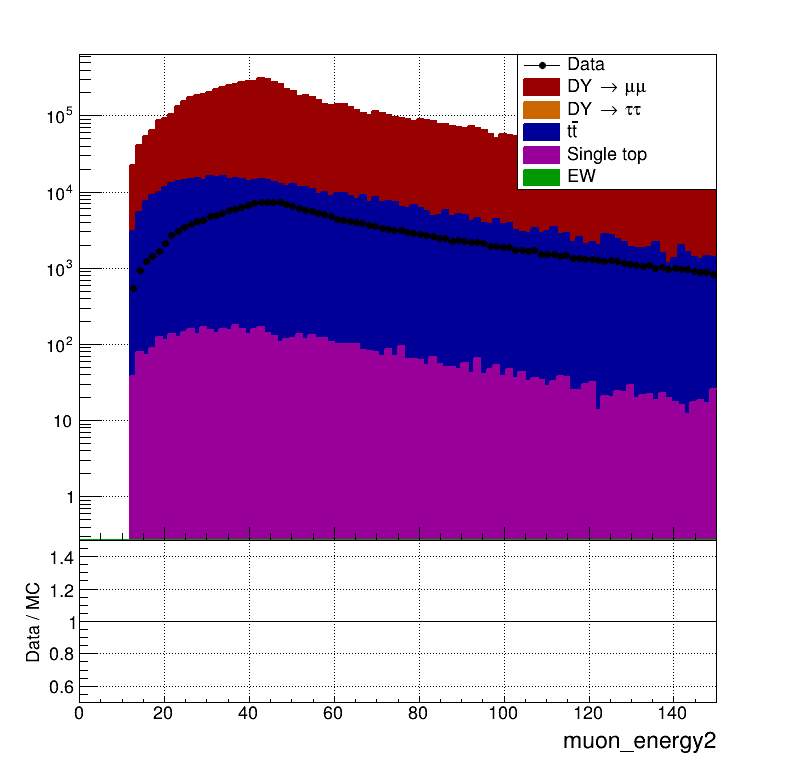 Data
DY → μμ
DY → ττ
tt̄
Single top
EW
10⁵
10⁴
10³
10²
10
1
1.4
1.2
1
0.8
0.6
Data / MC
0 20 40 60 80 100 120 140
muon_energy2